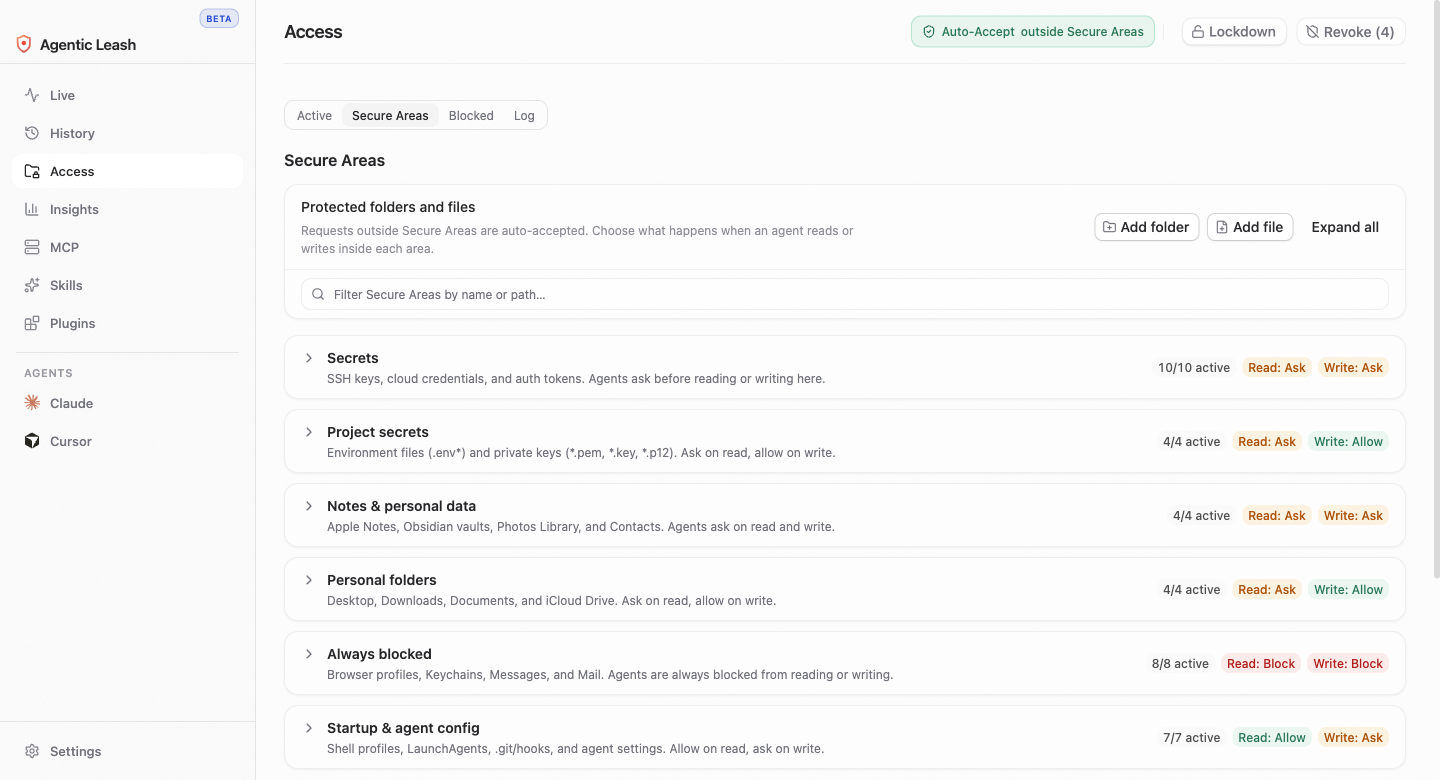 BETA
Agentic Leash
Live
History
Access
Insights
MCP
Skills
Plugins
AGENTS
Claude
Cursor
Settings
Access
Auto-Accept outside Secure Areas
Lockdown
Revoke (4)
Active
Secure Areas
Blocked
Log
Secure Areas
Protected folders and files
Requests outside Secure Areas are auto-accepted. Choose what happens when an agent reads or
writes inside each area.
Add folder
Add file
Expand all
Filter Secure Areas by name or path...
Secrets
SSH keys, cloud credentials, and auth tokens. Agents ask before reading or writing here.
10/10 active
Read: Ask
Write: Ask
Project secrets
Environment files (.env*) and private keys (*.pem, *.key, *.p12). Ask on read, allow on write.
4/4 active
Read: Ask
Write: Allow
Notes & personal data
Apple Notes, Obsidian vaults, Photos Library, and Contacts. Agents ask on read and write.
4/4 active
Read: Ask
Write: Ask
Personal folders
Desktop, Downloads, Documents, and iCloud Drive. Ask on read, allow on write.
4/4 active
Read: Ask
Write: Allow
Always blocked
Browser profiles, Keychains, Messages, and Mail. Agents are always blocked from reading or writing.
8/8 active
Read: Block
Write: Block
Startup & agent config
Shell profiles, LaunchAgents, .git/hooks, and agent settings. Allow on read, ask on write.
7/7 active
Read: Allow
Write: Ask